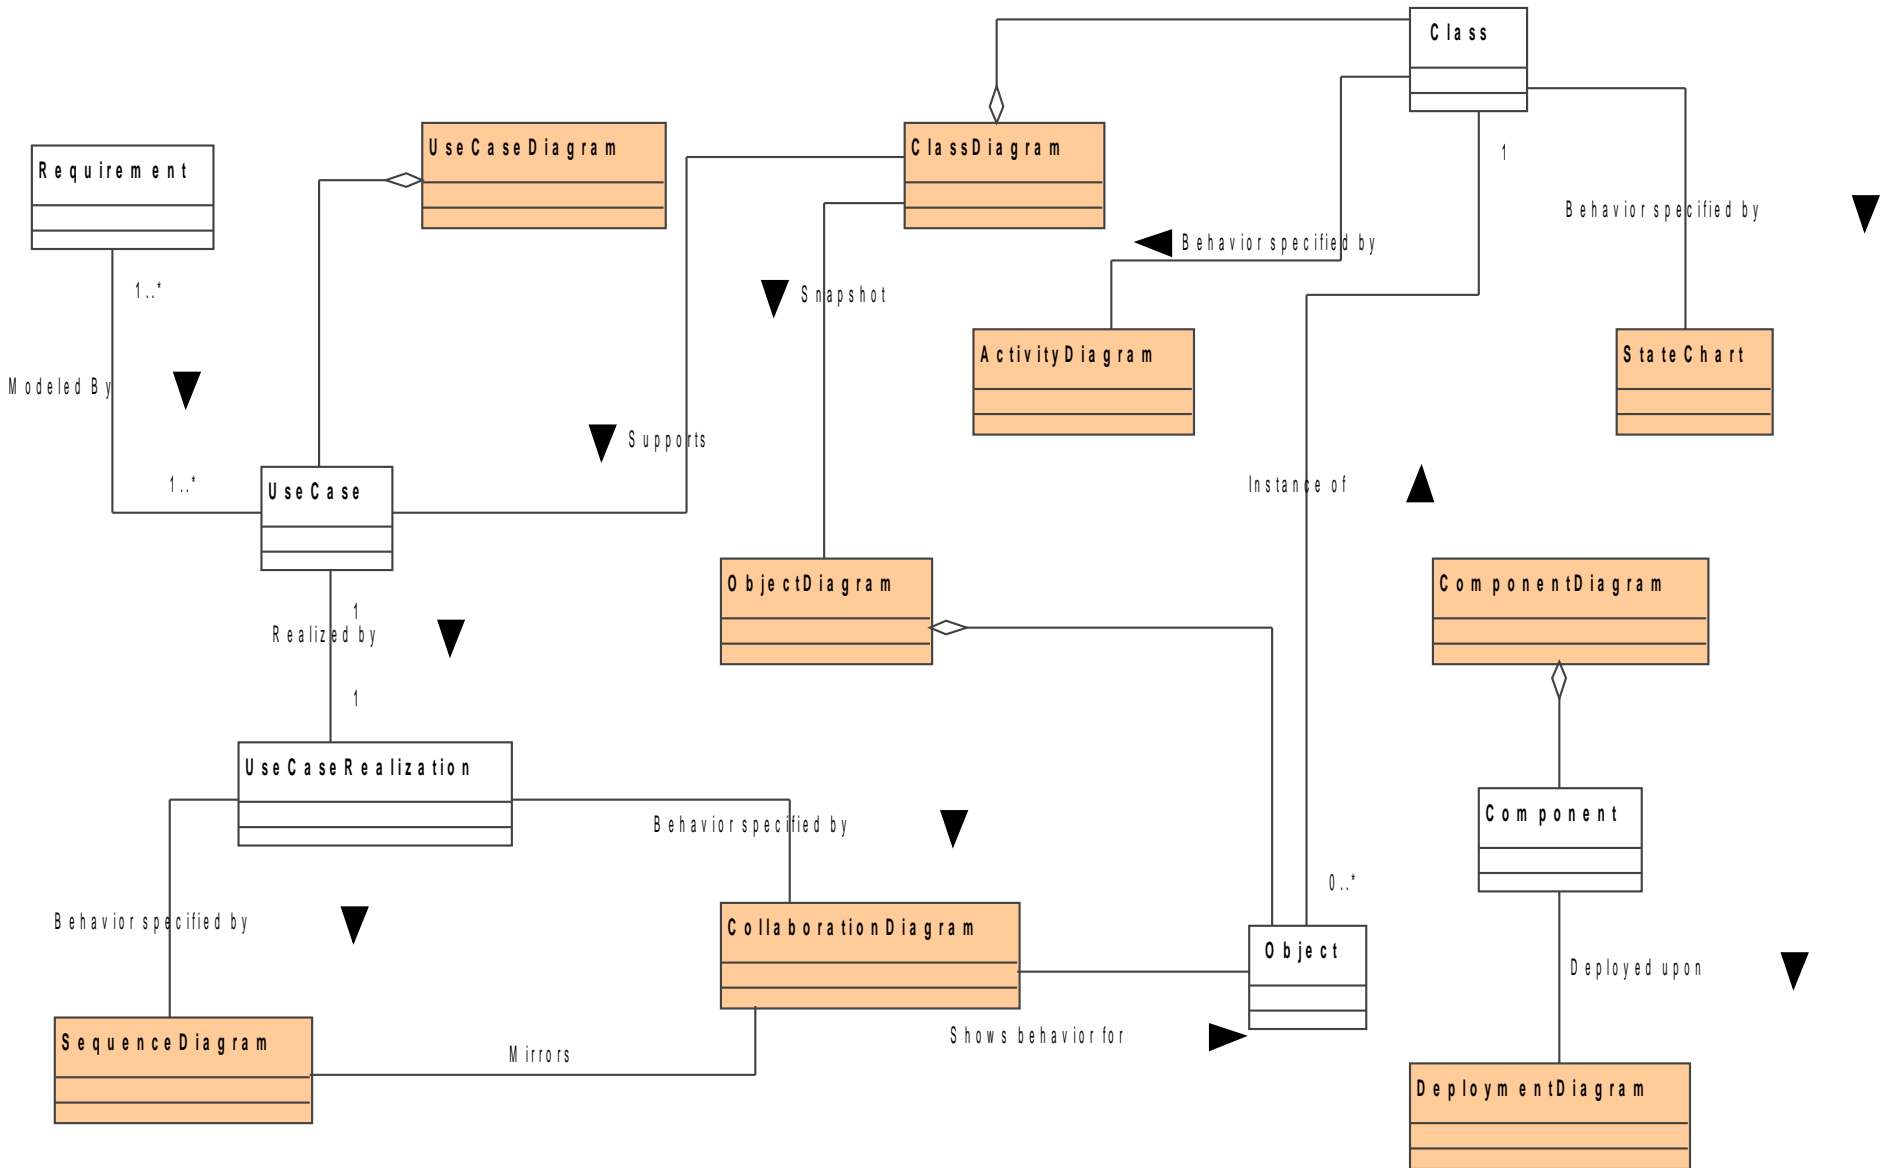 Class
UseCaseDiagram
ClassDiagram
Requirement
1
Behavior specified by
Behavior specified by
1..*
Snapshot
ActivityDiagram
StateChart
Modeled By
Supports
1..*
UseCase
Instance of
ObjectDiagram
ComponentDiagram
1
Realized by
1
UseCaseRealization
Behavior specified by
Component
0..*
Behavior specified by
CollaborationDiagram
Object
Deployed upon
SequenceDiagram
Mirrors
Shows behavior for
DeploymentDiagram